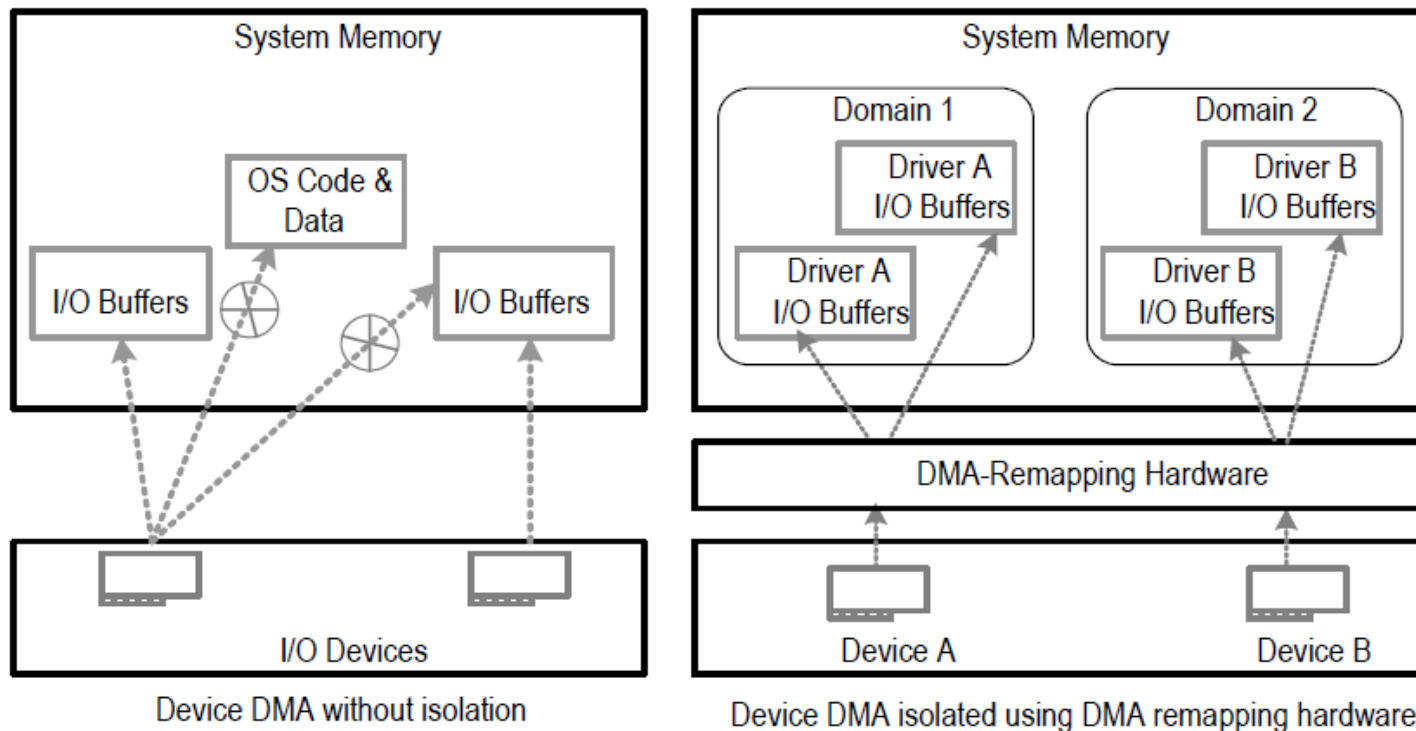 System Memory
OS Code &
Data
I/O Buffers
I/O Buffers
I/O Devices
Device DMA without isolation
System Memory
Domain 1
Driver A
I/O Buffers
Driver A
I/O Buffers
Domain 2
Driver B
I/O Buffers
Driver B
I/O Buffers
DMA-Remapping Hardware
Device A
Device B
Device DMA isolated using DMA remapping hardware